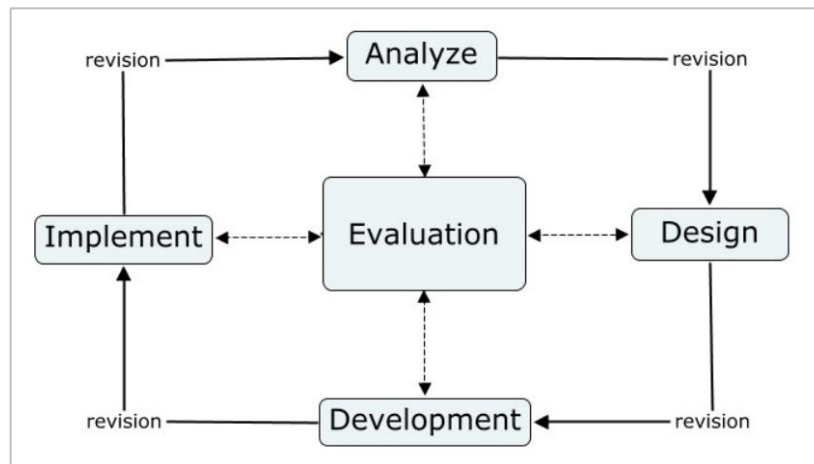 revision
Analyze
revision
Implement
Evaluation
Design
revision
Development
revision